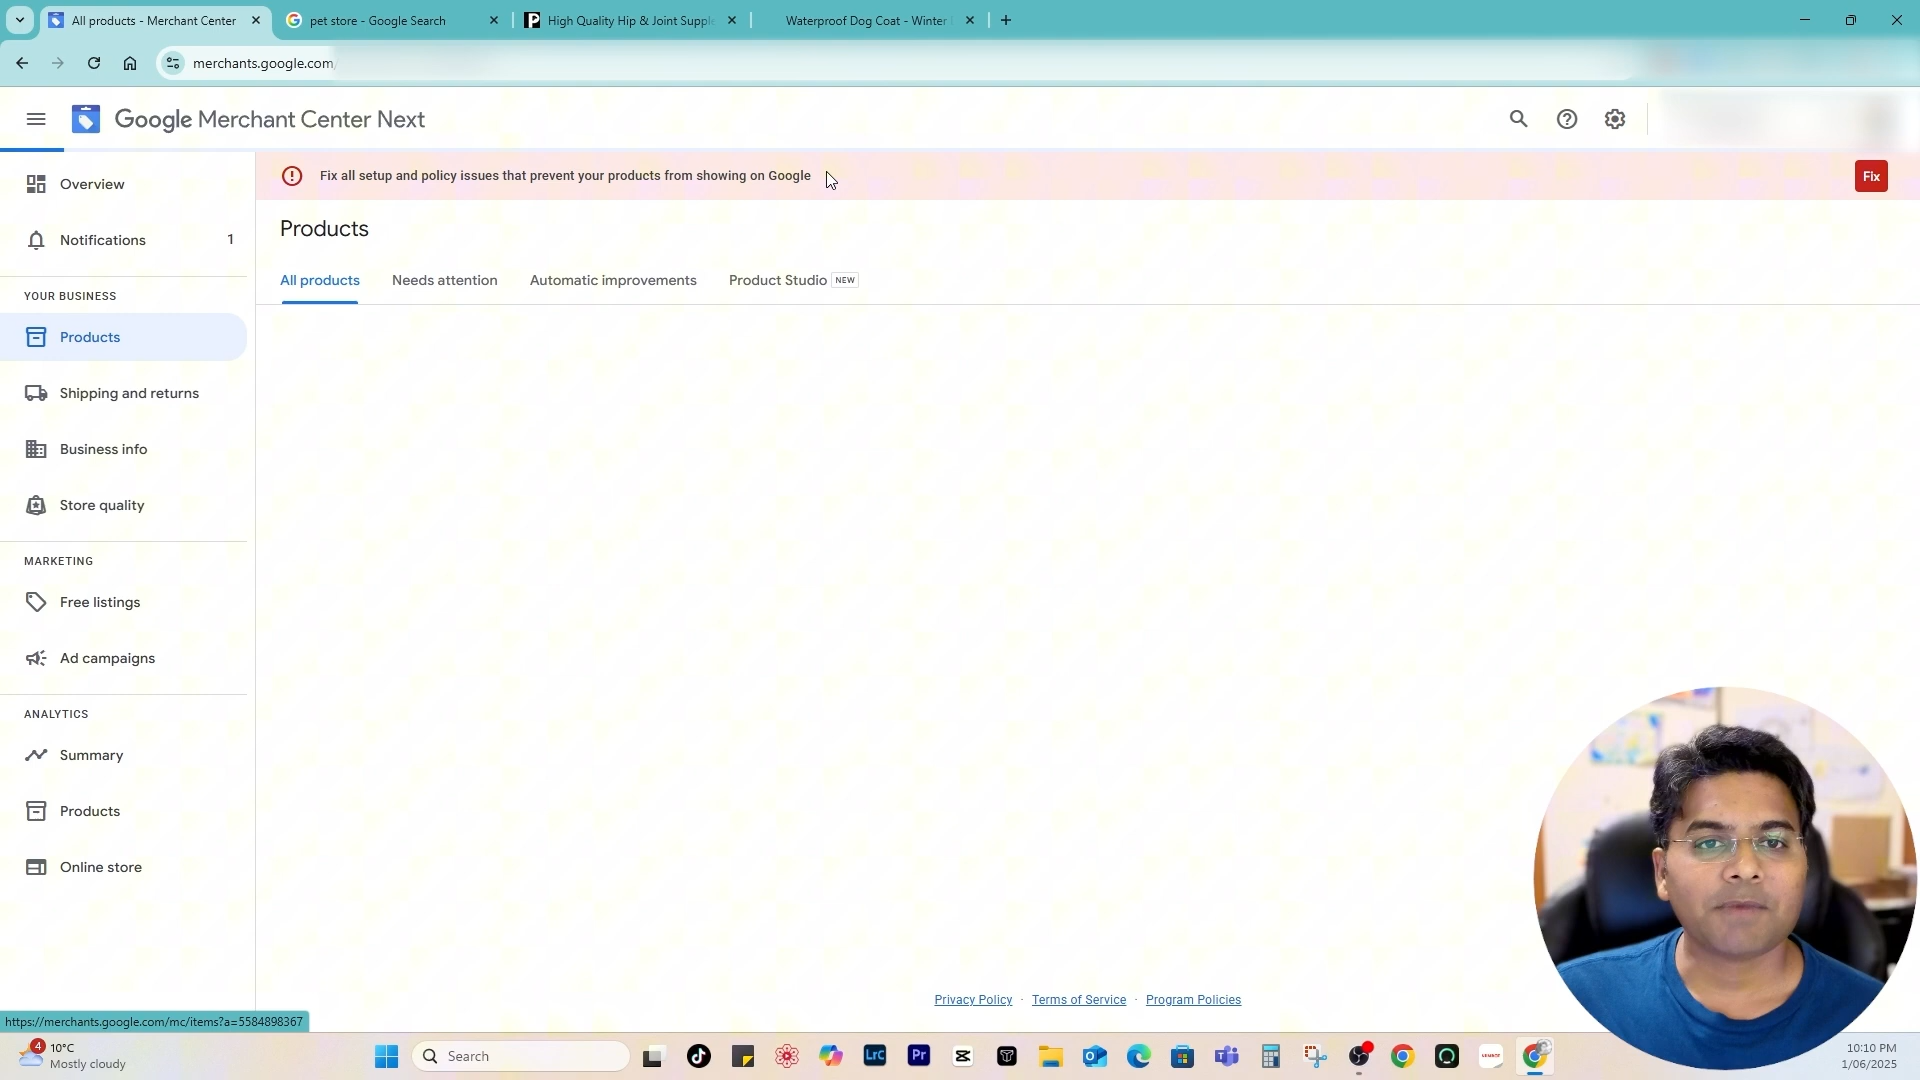 All products - Merchant Center
pet store - Google Search
High Quality Hip & Joint Supple
Waterproof Dog Coat - Winter
merchants.google.com/
Google Merchant Center Next
Fix all setup and policy issues that prevent your products from showing on Google
Fix
Overview
Notifications 1
YOUR BUSINESS
Products
Shipping and returns
Business info
Store quality
MARKETING
Free listings
Ad campaigns
ANALYTICS
Summary
Products
Online store
Products
All products Needs attention Automatic improvements Product Studio NEW
Privacy Policy · Terms of Service · Program Policies
https://merchants.google.com/mc/items?a=5584898367
4
10°C
Mostly cloudy
Search
LrC
Pr
10:10 PM
1/06/2025